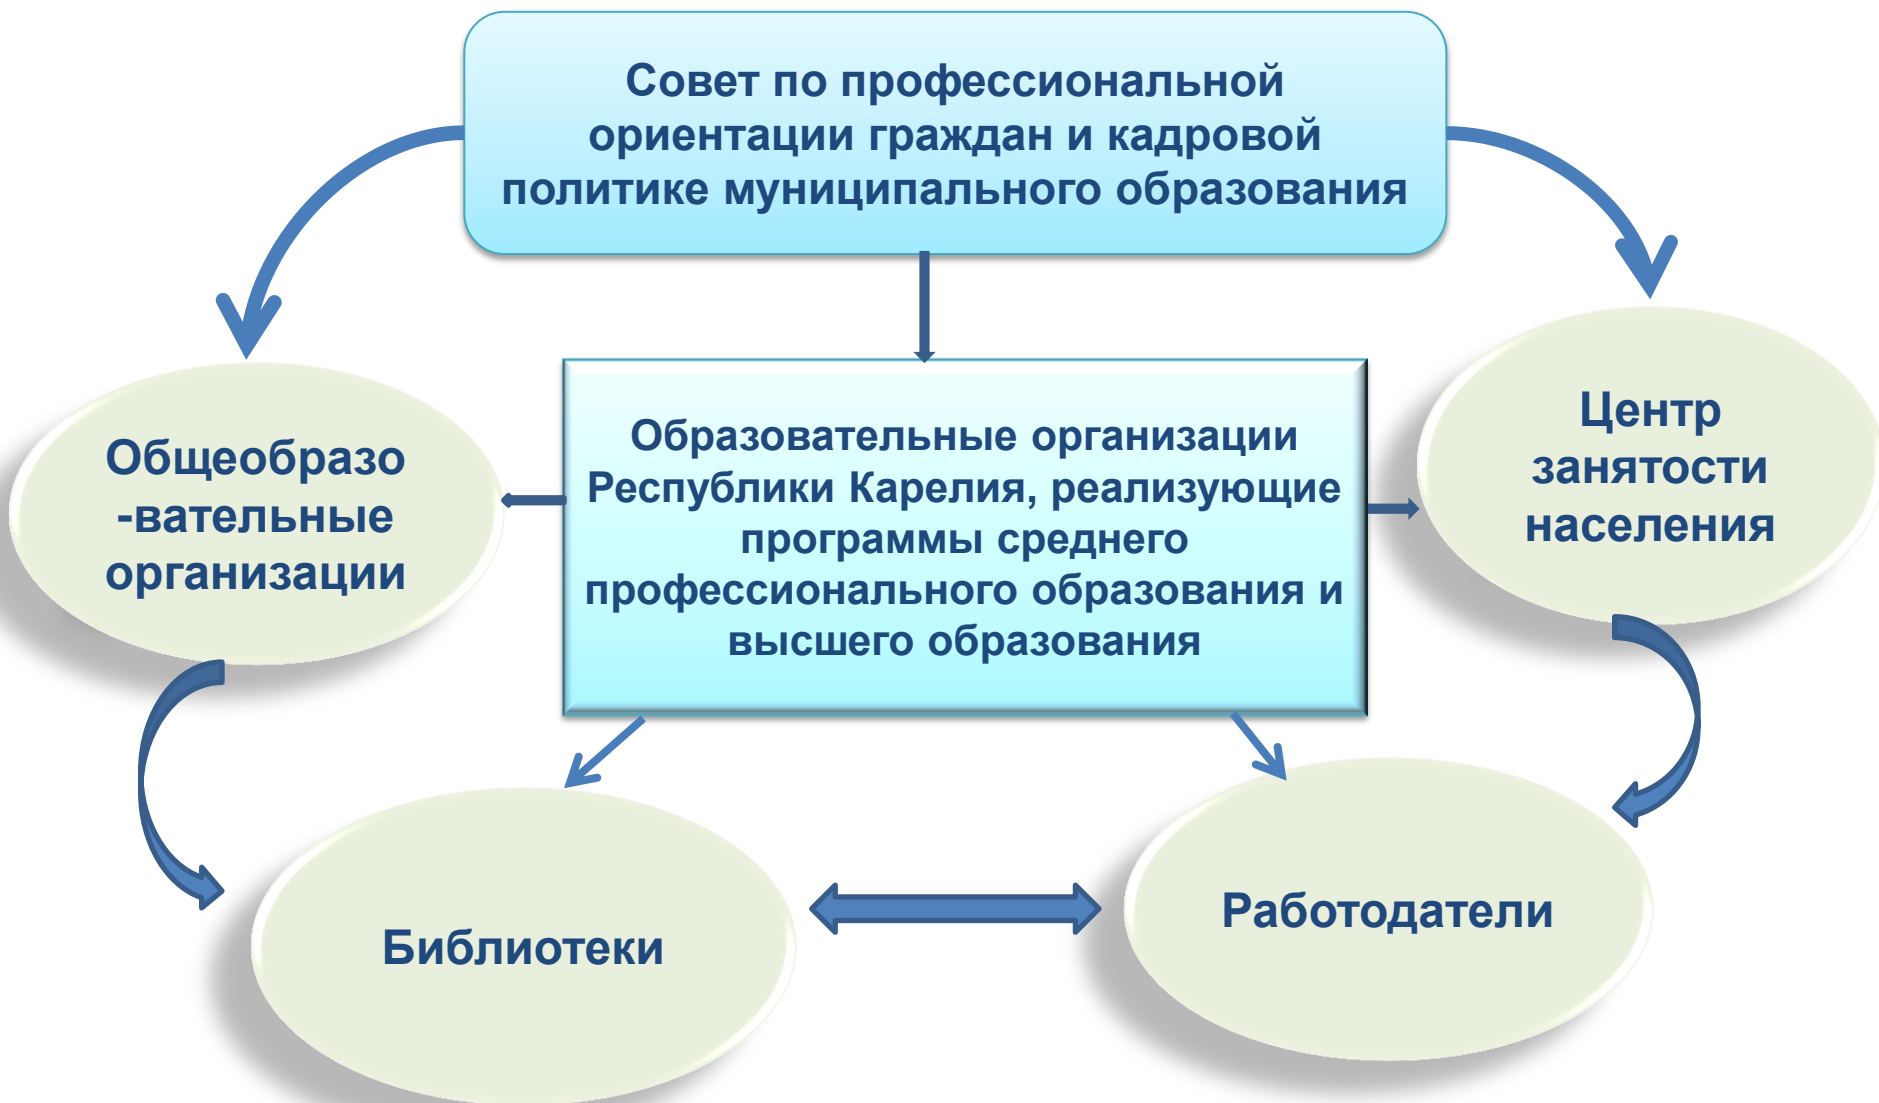 Совет по профессиональной
ориентации граждан и кадровой
политике муниципального образования
Общеобразо
-вательные
организации
Образовательные организации
Республики Карелия, реализующие
программы среднего
профессионального образования и
высшего образования
Центр
занятости
населения
Библиотеки
Работодатели